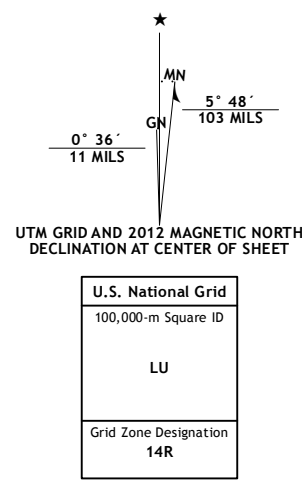 MN
5° 48´
103 MILS
GN
0° 36´
11 MILS
UTM GRID AND 2012 MAGNETIC NORTH
DECLINATION AT CENTER OF SHEET
U.S. National Grid
100,000-m Square ID
LU
Grid Zone Designation
14R